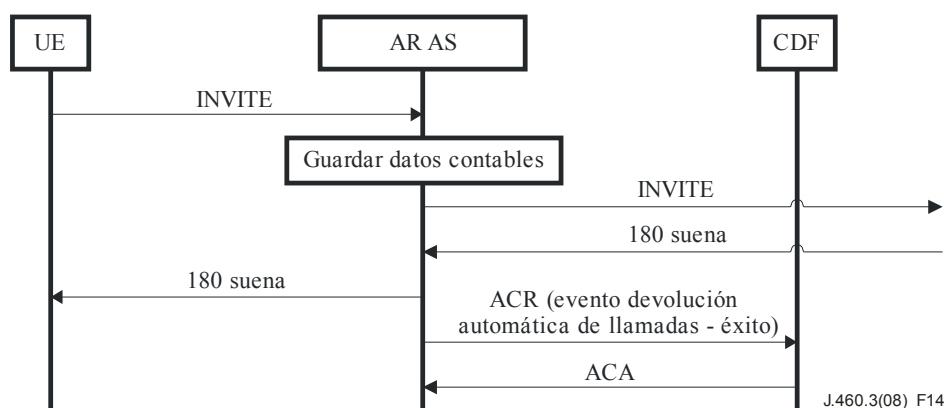 UE
AR AS
CDF
INVITE
Guardar datos contables
INVITE
180 suena
180 suena
ACR (evento devolución
automática de llamadas - éxito)
ACA
J.460.3(08)_F14